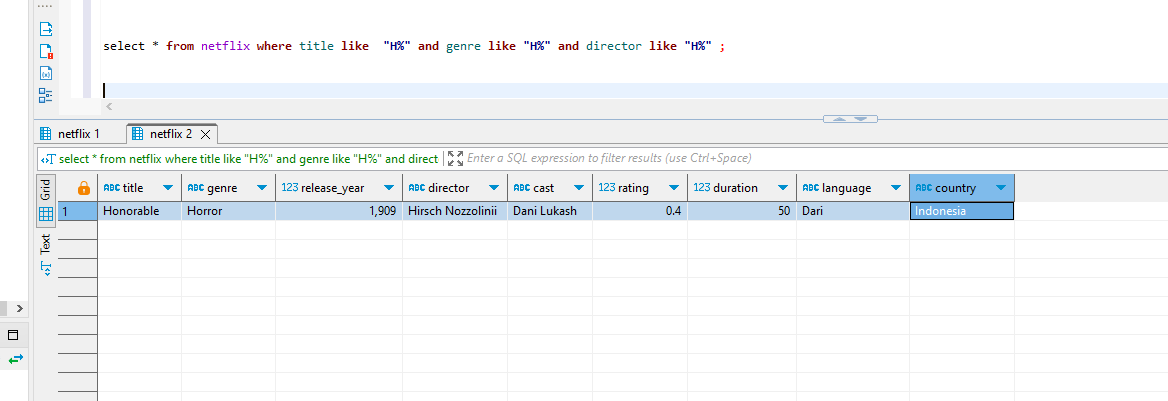 select * from netflix where title like  "H%" and genre like "H%" and director like "H%" ;
netflix 1
netflix 2
select * from netflix where title like "H%" and genre like "H%" and direct
Enter a SQL expression to filter results (use Ctrl+Space)
Grid
Text
ABC title ABC genre 123 release_year ABC director ABC cast 123 rating 123 duration ABC language ABC country
1 Honorable Horror 1,909 Hirsch Nozzolinii Dani Lukash 0.4 50 Dari Indonesia